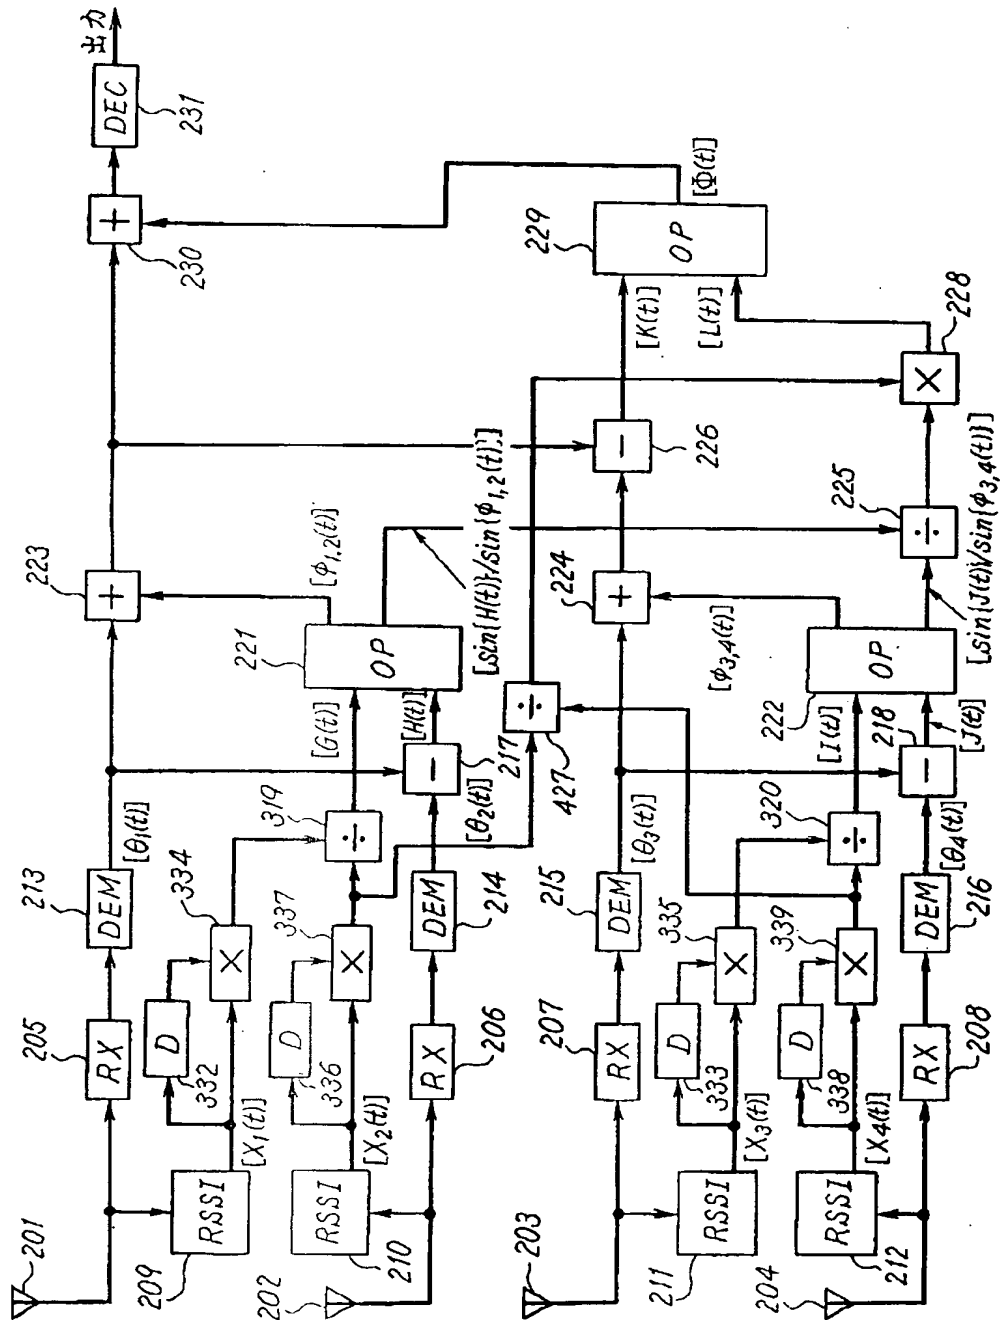 201
205
RX
213
DEM
[θ₁(t)]
223
+
230
+
231
DEC
出力
209
RSSI
[X₁(t)]
332
D
334
X
319
÷
[G(t)]
221
OP
[φ₁,₂(t)]
202
210
RSSI
[X₂(t)]
336
D
337
X
[H(t)]
217
−
[θ₂(t)]
206
RX
214
DEM
[sin{H(t)}/sin{φ₁,₂(t)}]
427
÷
203
207
RX
215
DEM
[θ₃(t)]
224
+
226
−
[K(t)]
229
OP
[L(t)]
[Φ(t)]
211
RSSI
[X₃(t)]
333
D
335
X
320
÷
[I(t)]
222
OP
[φ₃,₄(t)]
204
212
RSSI
[X₄(t)]
338
D
339
X
218
−
[J(t)]
[θ₄(t)]
208
RX
216
DEM
225
÷
[sin{J(t)}/sin{φ₃,₄(t)}]
228
X